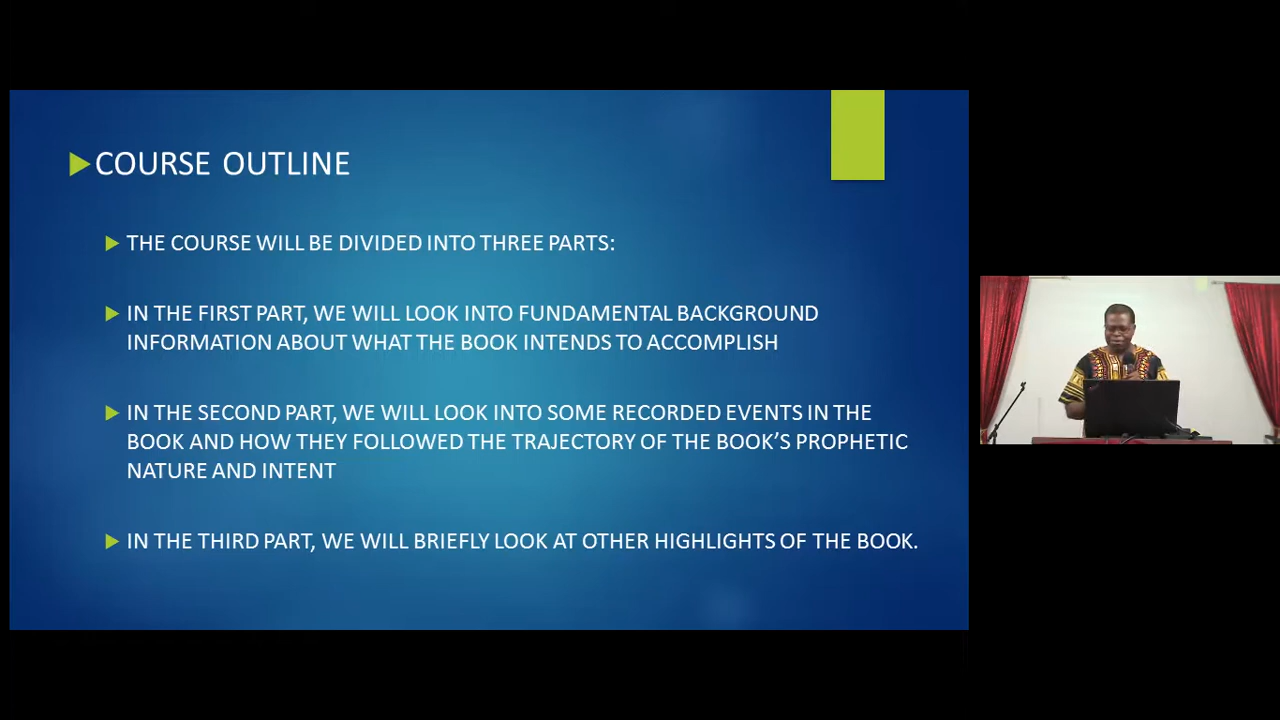 COURSE OUTLINE
THE COURSE WILL BE DIVIDED INTO THREE PARTS:
IN THE FIRST PART, WE WILL LOOK INTO FUNDAMENTAL BACKGROUND
INFORMATION ABOUT WHAT THE BOOK INTENDS TO ACCOMPLISH
IN THE SECOND PART, WE WILL LOOK INTO SOME RECORDED EVENTS IN THE
BOOK AND HOW THEY FOLLOWED THE TRAJECTORY OF THE BOOK’S PROPHETIC
NATURE AND INTENT
IN THE THIRD PART, WE WILL BRIEFLY LOOK AT OTHER HIGHLIGHTS OF THE BOOK.